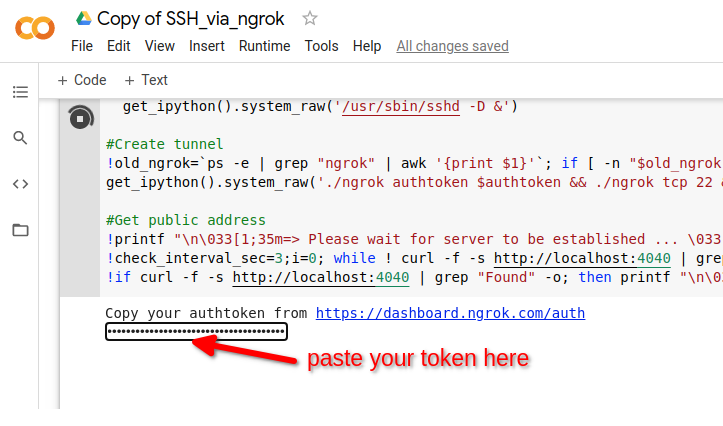 Copy of SSH_via_ngrok
File Edit View Insert Runtime Tools Help All changes saved
+ Code + Text
get_ipython().system_raw('/usr/sbin/sshd -D &')
#Create tunnel
!old_ngrok=`ps -e | grep "ngrok" | awk '{print $1}'`; if [ -n "$old_ngrok
get_ipython().system_raw('./ngrok authtoken $authtoken && ./ngrok tcp 22 &
#Get public address
!printf "\n\033[1;35m=> Please wait for server to be established ... \033
!check_interval_sec=3;i=0; while ! curl -f -s http://localhost:4040 | grep
!if curl -f -s http://localhost:4040 | grep "Found" -o; then printf "\n\03
Copy your authtoken from https://dashboard.ngrok.com/auth
paste your token here